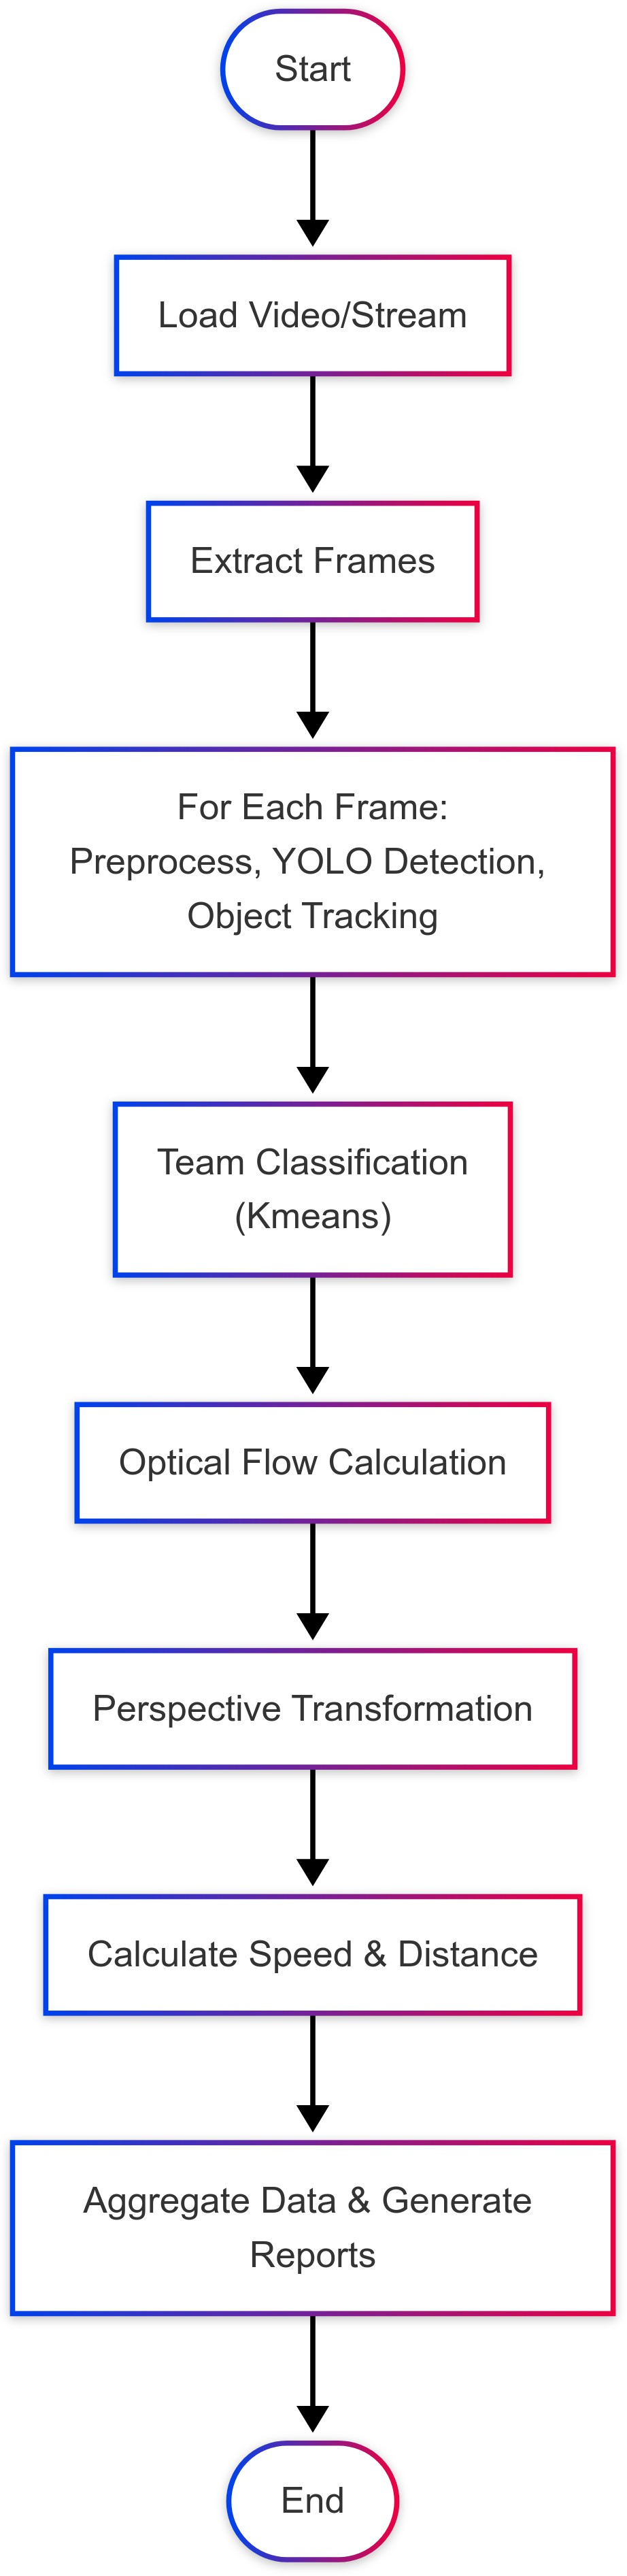 Start
Load Video/Stream
Extract Frames
For Each Frame:
Preprocess, YOLO Detection,
Object Tracking
Team Classification
(Kmeans)
Optical Flow Calculation
Perspective Transformation
Calculate Speed & Distance
Aggregate Data & Generate
Reports
End